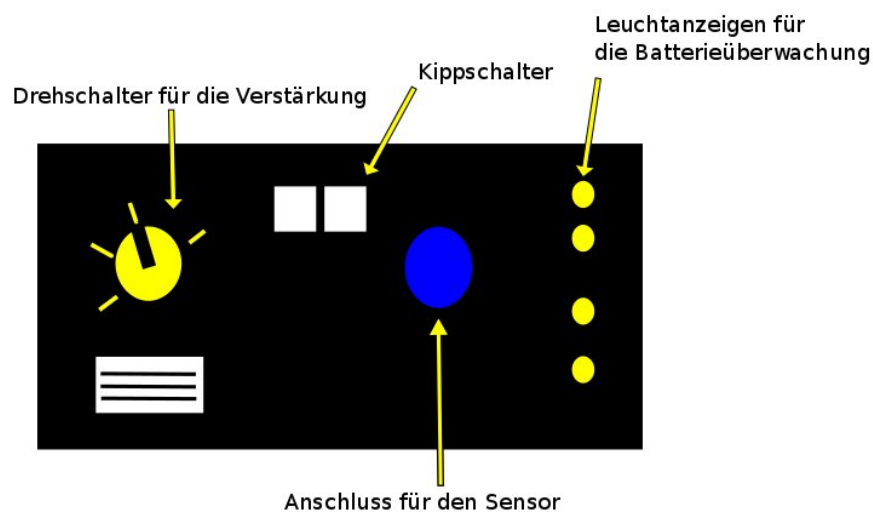 Leuchtanzeigen für
die Batterieüberwachung
Kippschalter
Drehschalter für die Verstärkung
Anschluss für den Sensor